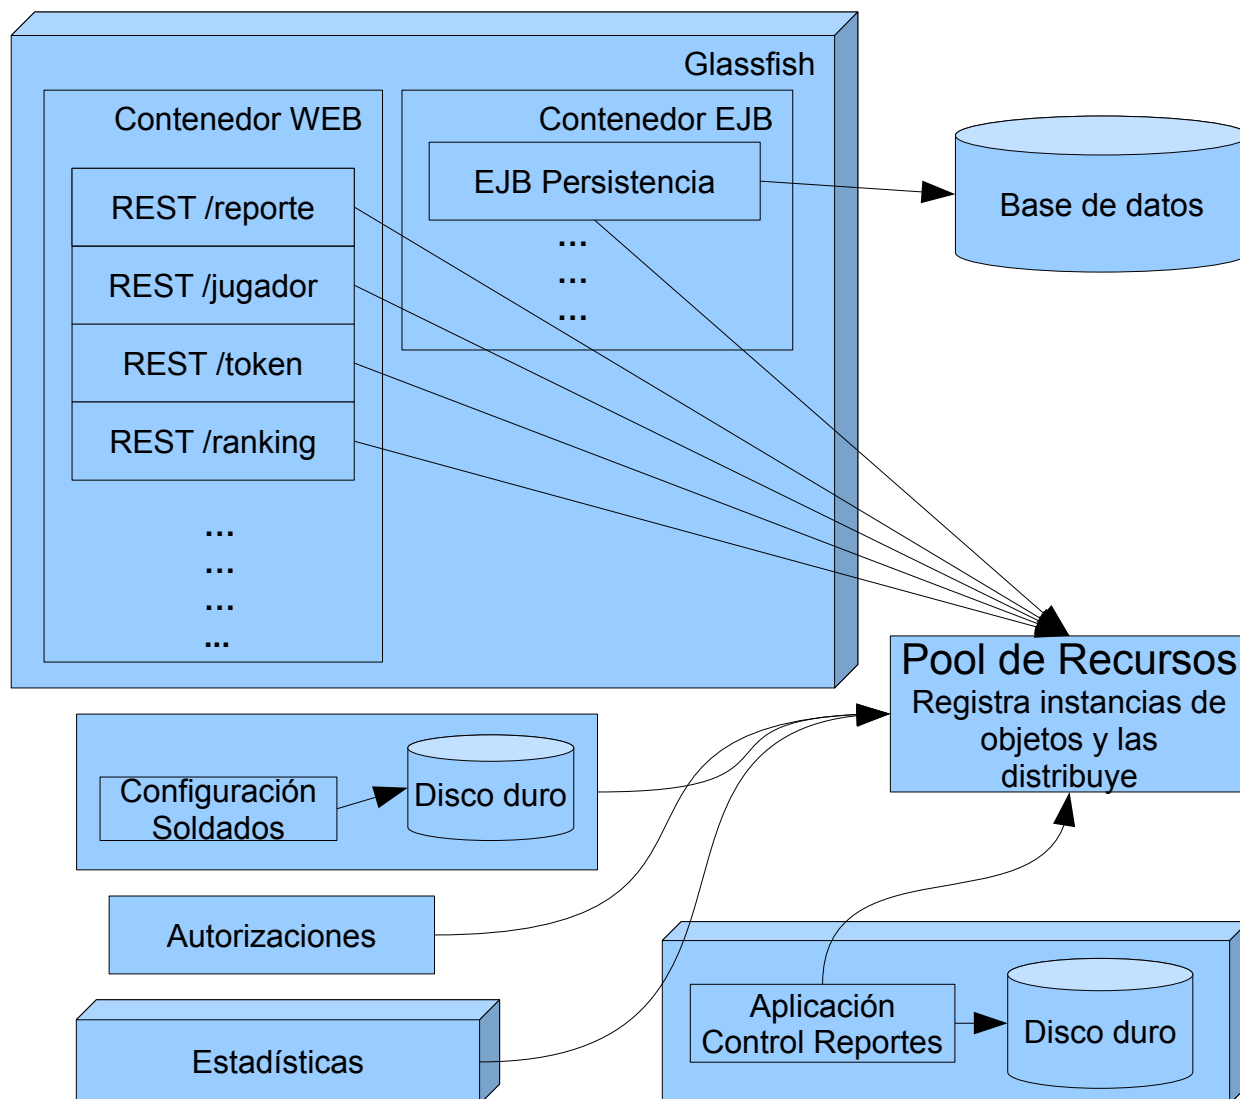 Glassfish
Contenedor WEB
Contenedor EJB
REST /reporte
REST /jugador
REST /token
REST /ranking
...
...
...
...
EJB Persistencia
...
...
...
Base de datos
Pool de Recursos
Registra instancias de
objetos y las
distribuye
Configuración
Soldados
Disco duro
Autorizaciones
Estadísticas
Aplicación
Control Reportes
Disco duro